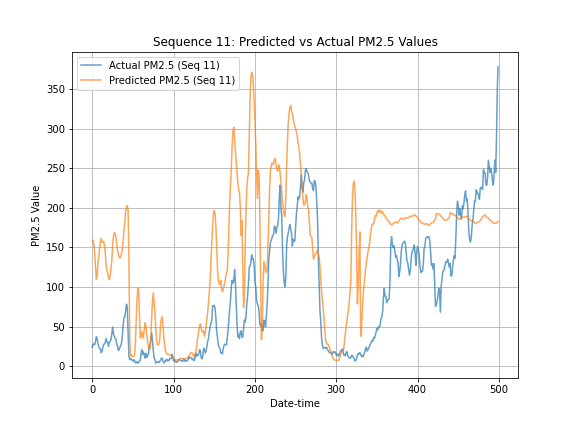 Sequence 11: Predicted vs Actual PM2.5 Values
Actual PM2.5 (Seq 11)
Predicted PM2.5 (Seq 11)
350
300
250
200
150
100
50
0
PM2.5 Value
0 100 200 300 400 500
Date-time